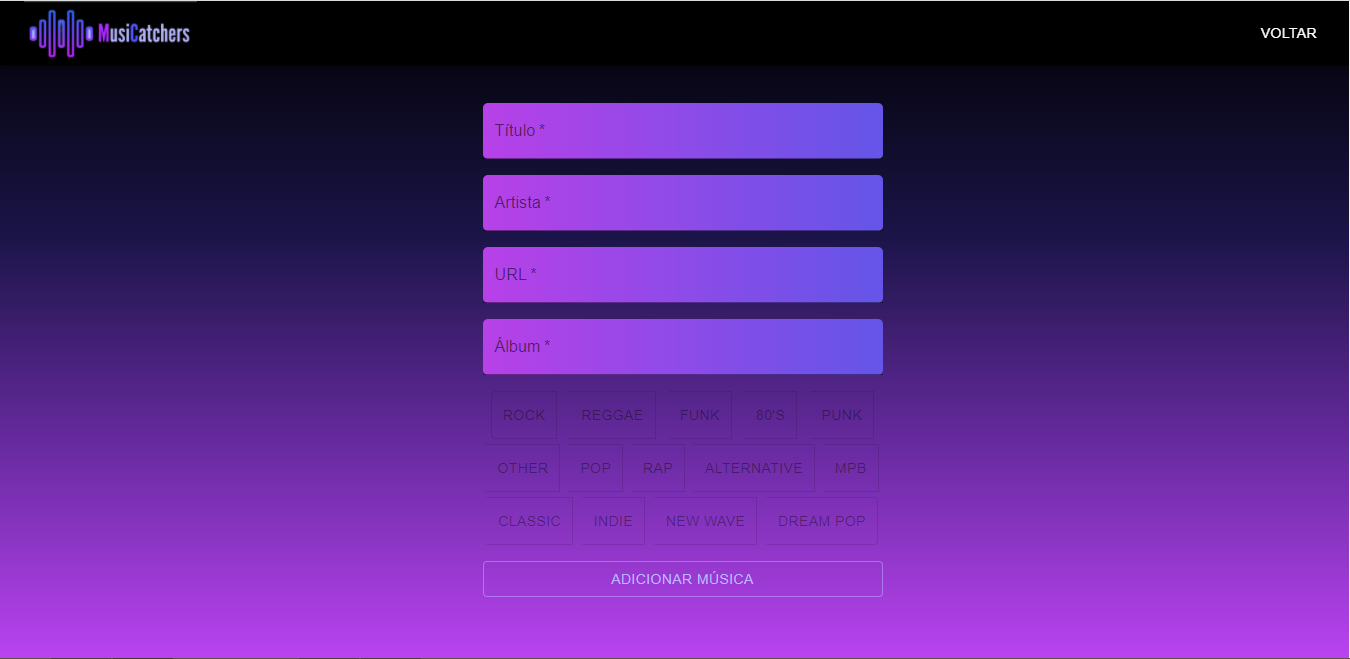 MusiCatchers VOLTAR
Título *
Artista *
URL *
Álbum *
ROCK REGGAE FUNK 80'S PUNK
OTHER POP RAP ALTERNATIVE MPB
CLASSIC INDIE NEW WAVE DREAM POP
ADICIONAR MÚSICA